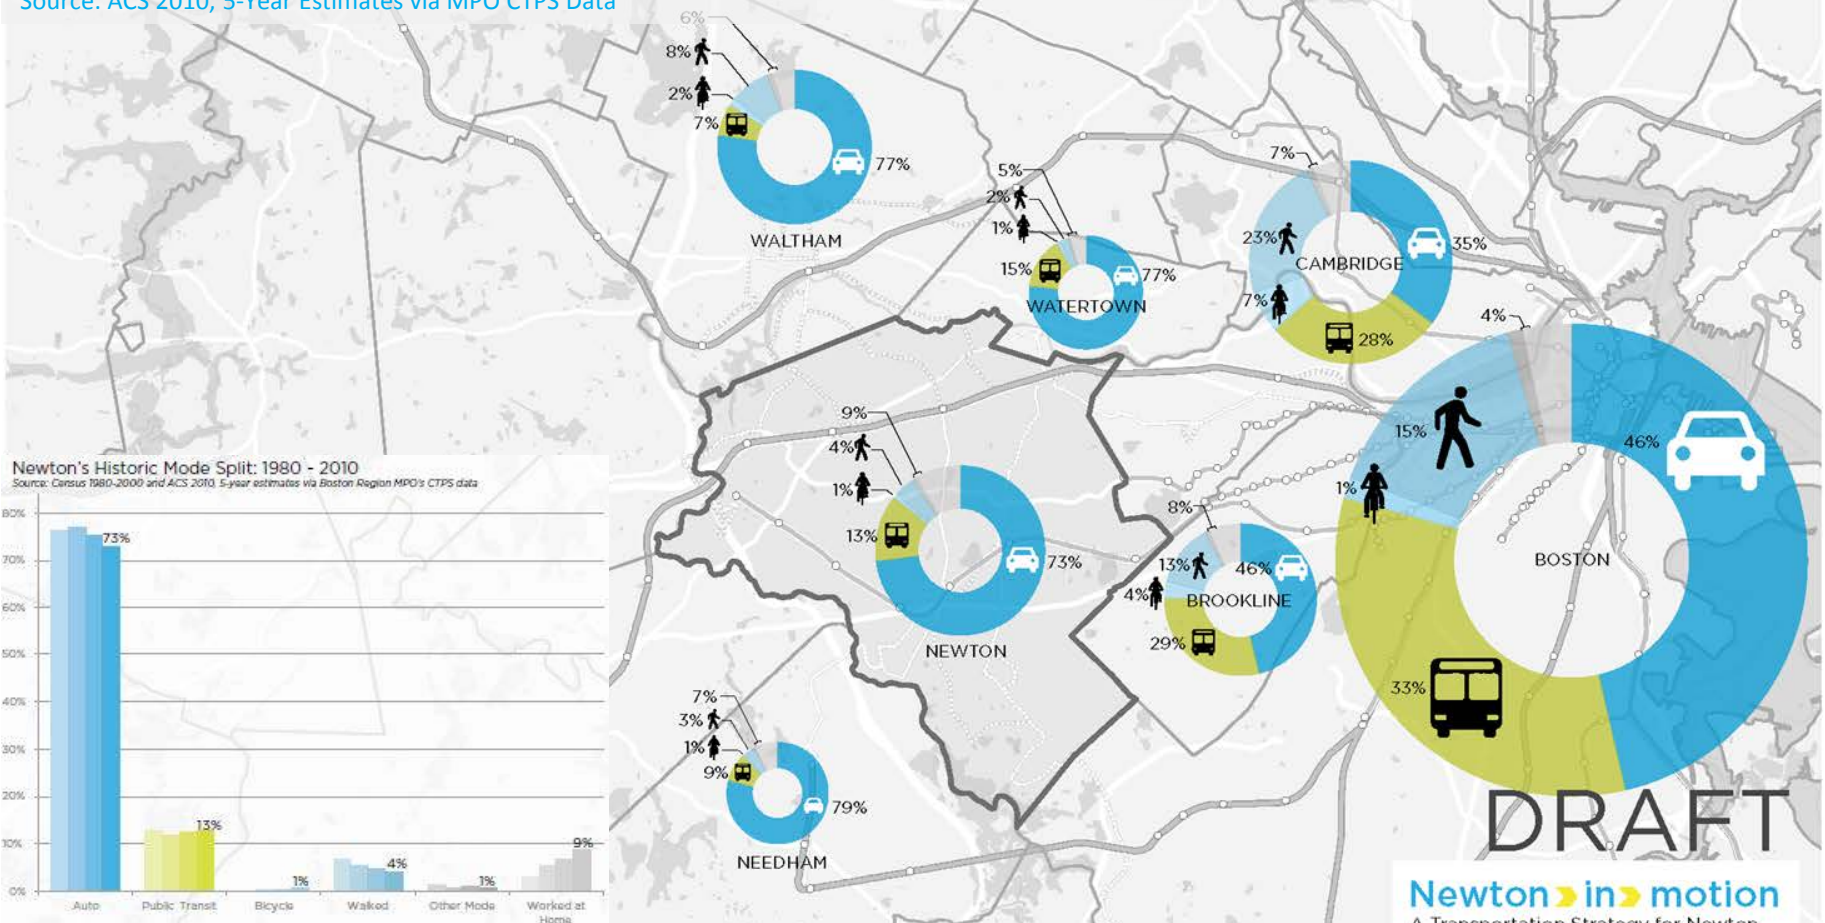 Source: ACS 2010, 5-Year Estimates via MPO CTPS Data
6%
8%
2%
7%
77%
WALTHAM
5%
2%
1%
15%
77%
WATERTOWN
7%
23%
35%
CAMBRIDGE
7%
28%
4%
15%
46%
1%
BOSTON
33%
9%
4%
1%
13%
73%
NEWTON
8%
13%
46%
4%
BROOKLINE
29%
7%
3%
1%
9%
79%
NEEDHAM
Newton's Historic Mode Split: 1980 - 2010
Source: Census 1980-2000 and ACS 2010, 5-year estimates via Boston Region MPO's CTPS data
80%
70%
60%
50%
40%
30%
20%
10%
0%
73%
13%
1%
4%
1%
9%
Auto
Public Transit
Bicycle
Walked
Other Mode
Worked at
Home
DRAFT
Newton in motion
A Transportation Strategy for Newton